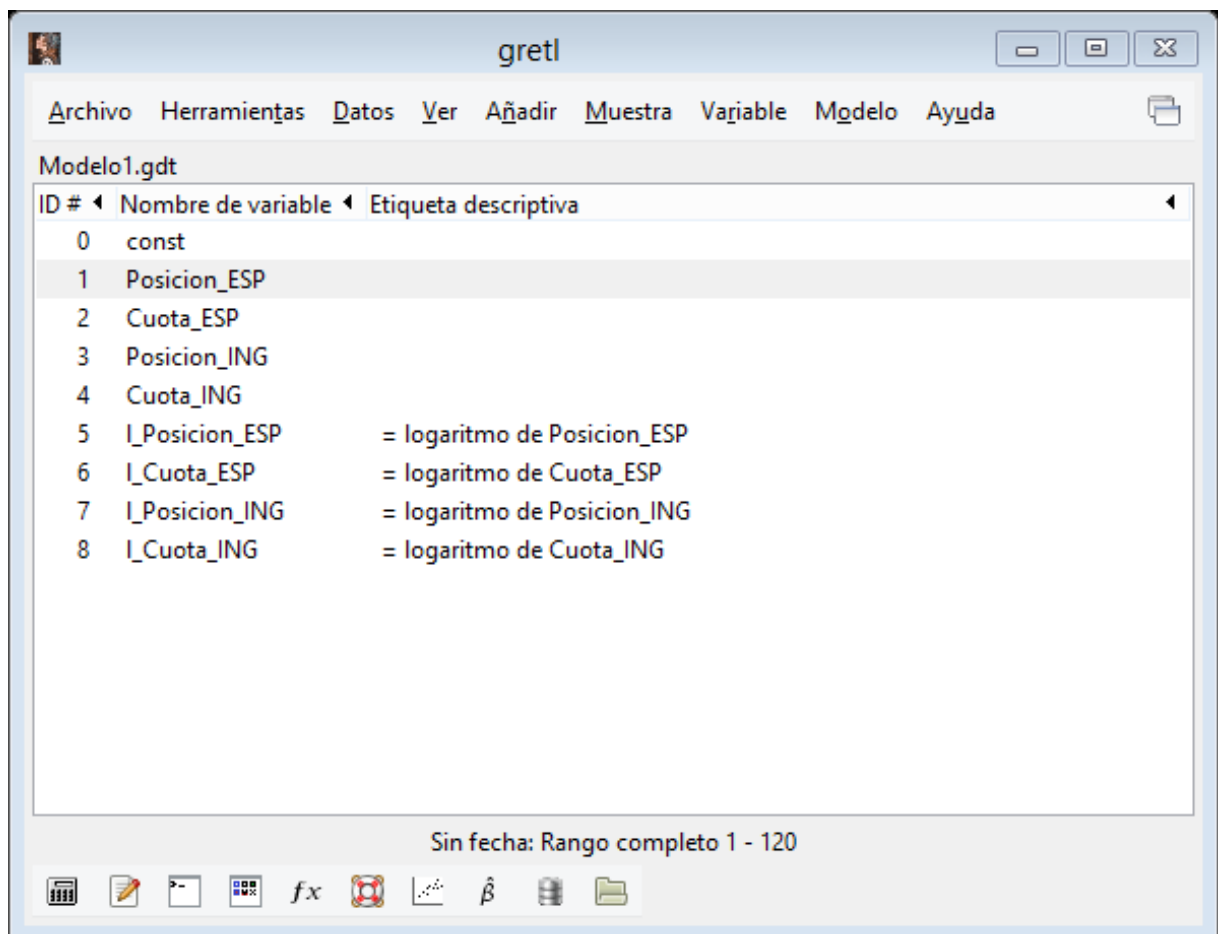 gretl
Archivo Herramientas Datos Ver Añadir Muestra Variable Modelo Ayuda
Modelo1.gdt
ID # Nombre de variable Etiqueta descriptiva
0 const
1 Posicion_ESP
2 Cuota_ESP
3 Posicion_ING
4 Cuota_ING
5 l_Posicion_ESP = logaritmo de Posicion_ESP
6 l_Cuota_ESP = logaritmo de Cuota_ESP
7 l_Posicion_ING = logaritmo de Posicion_ING
8 l_Cuota_ING = logaritmo de Cuota_ING
Sin fecha: Rango completo 1 - 120
fx β̂